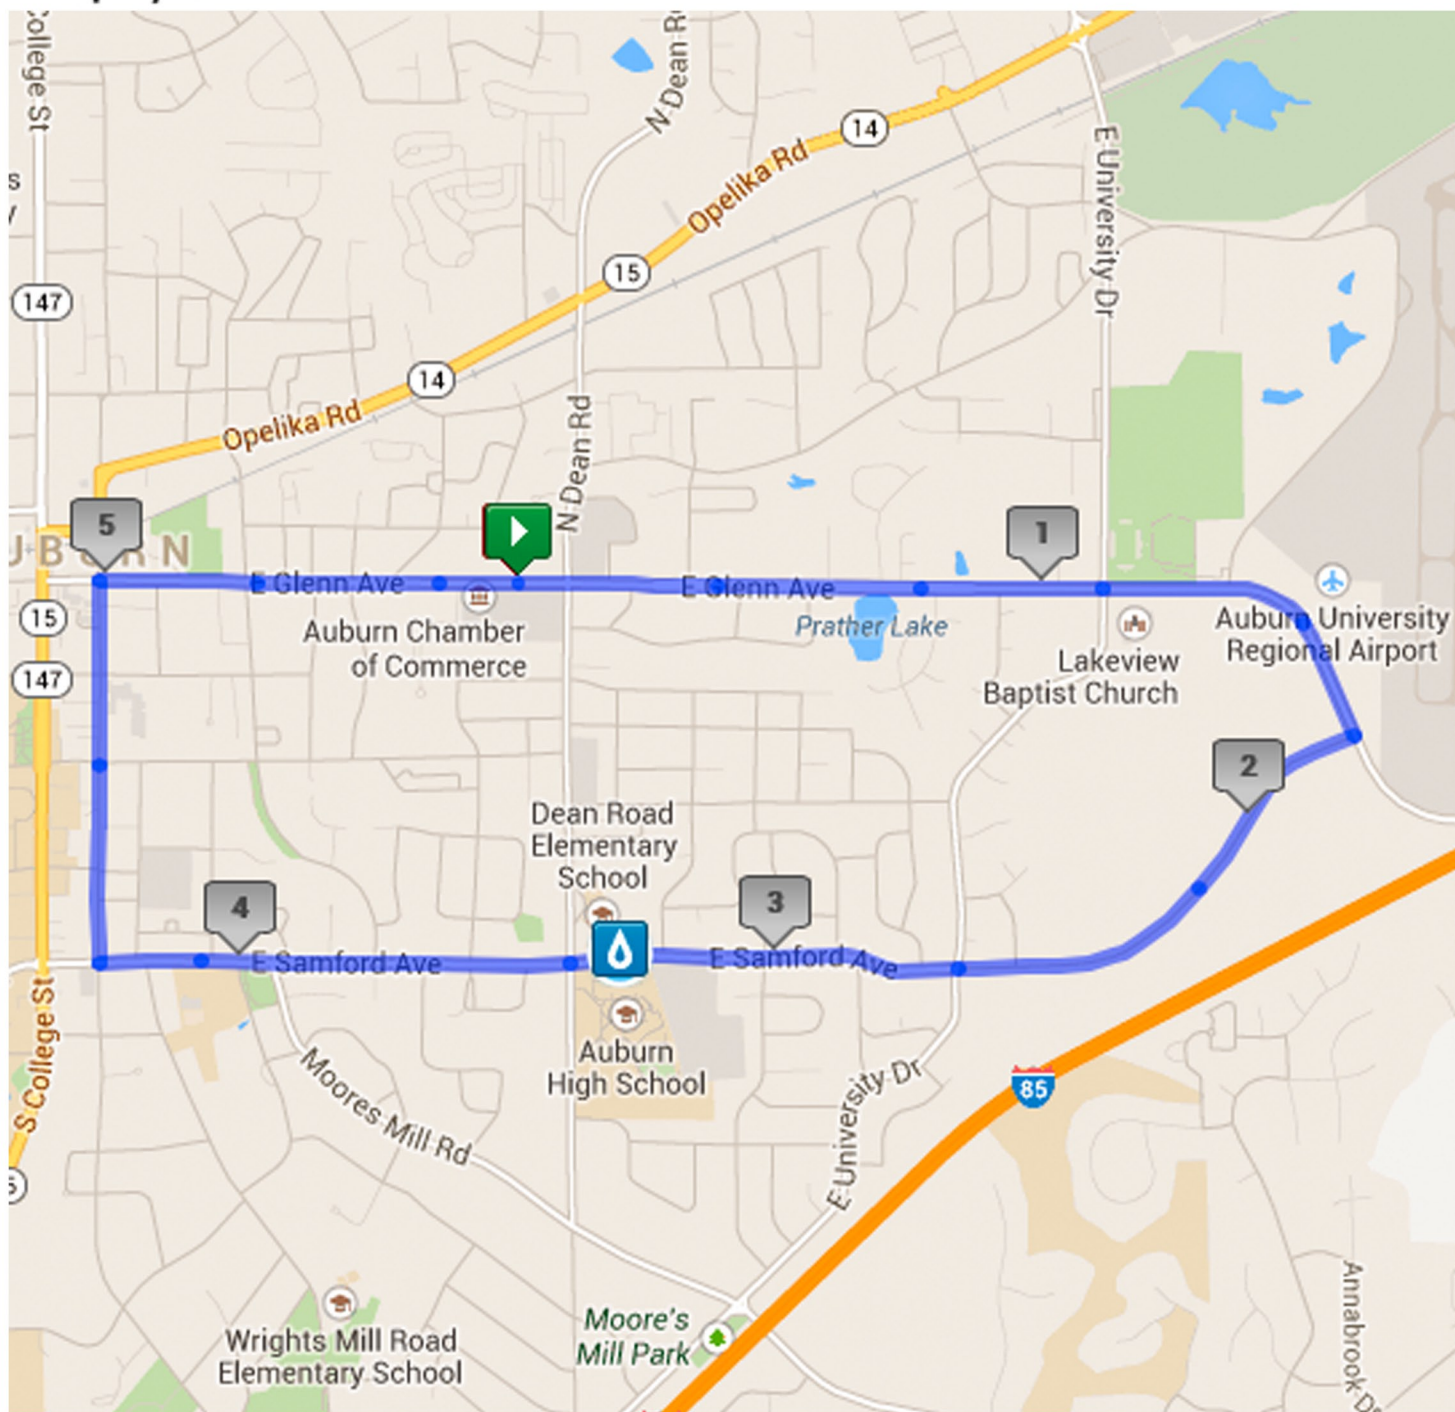 College St
N Dean Rd
14
Opelika Rd
E University Dr
15
147
14
Opelika Rd
N Dean Rd
5
1
E Glenn Ave
E Glenn Ave
Auburn Chamber
of Commerce
Prather Lake
Auburn University
Regional Airport
Lakeview
Baptist Church
15
147
2
Dean Road
Elementary
School
4
3
E Samford Ave
E Samford Ave
Auburn
High School
S College St
Moores Mill Rd
E University Dr
85
Moore's
Mill Park
Wrights Mill Road
Elementary School
Annabrook Dr